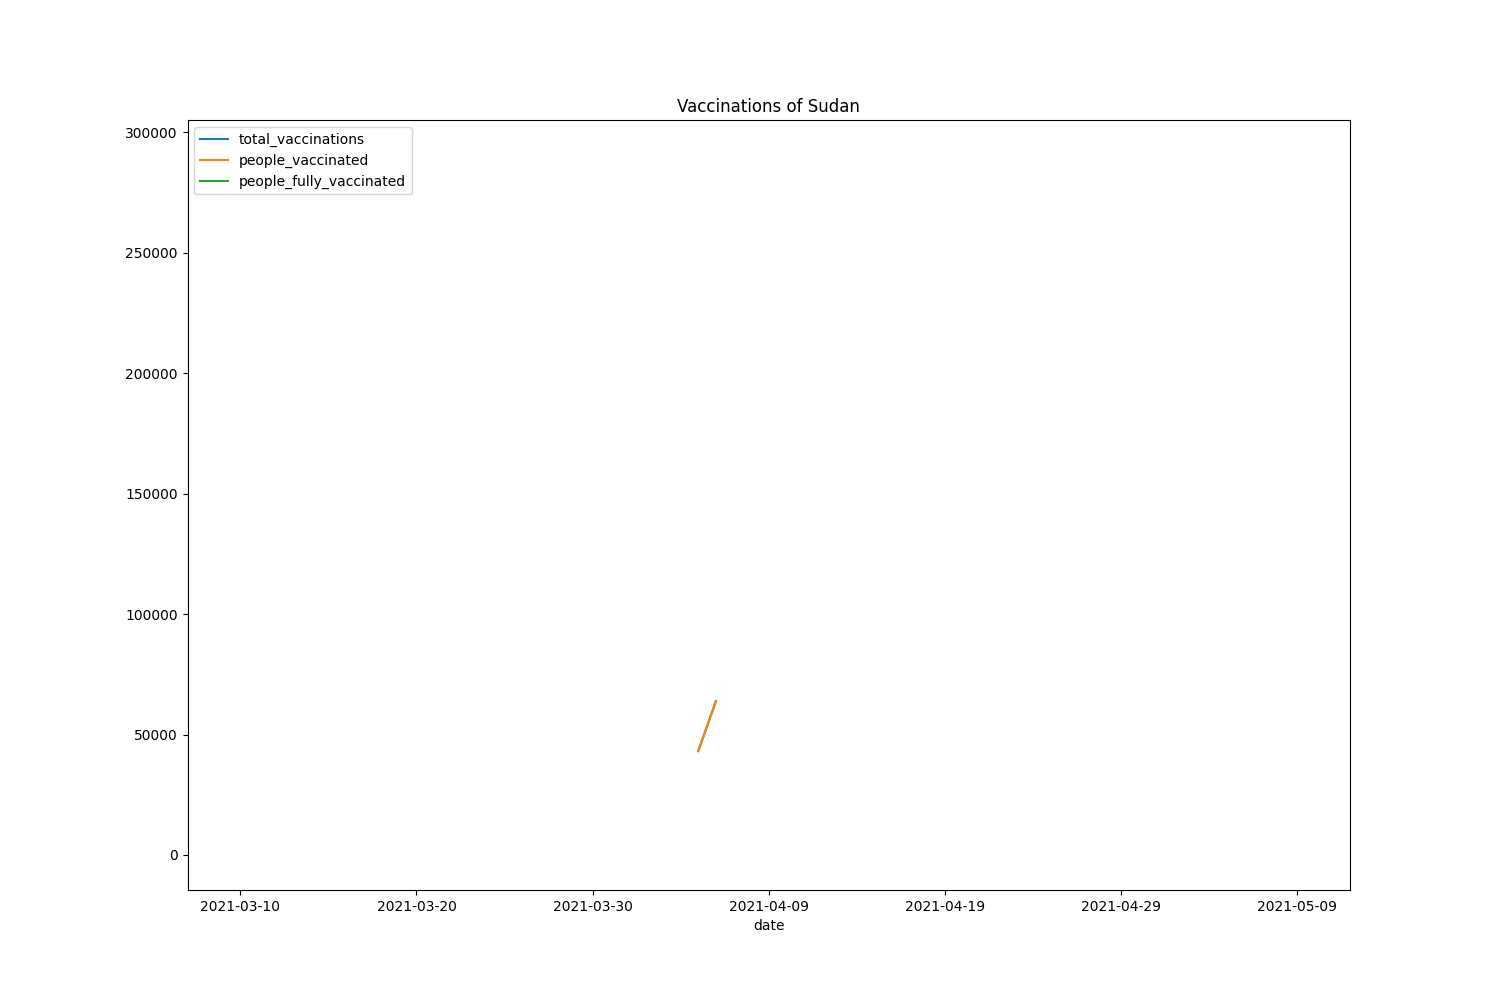 Vaccinations of Sudan
total_vaccinations
people_vaccinated
people_fully_vaccinated
300000
250000
200000
150000
100000
50000
0
2021-03-10 2021-03-20 2021-03-30 2021-04-09 2021-04-19 2021-04-29 2021-05-09
date